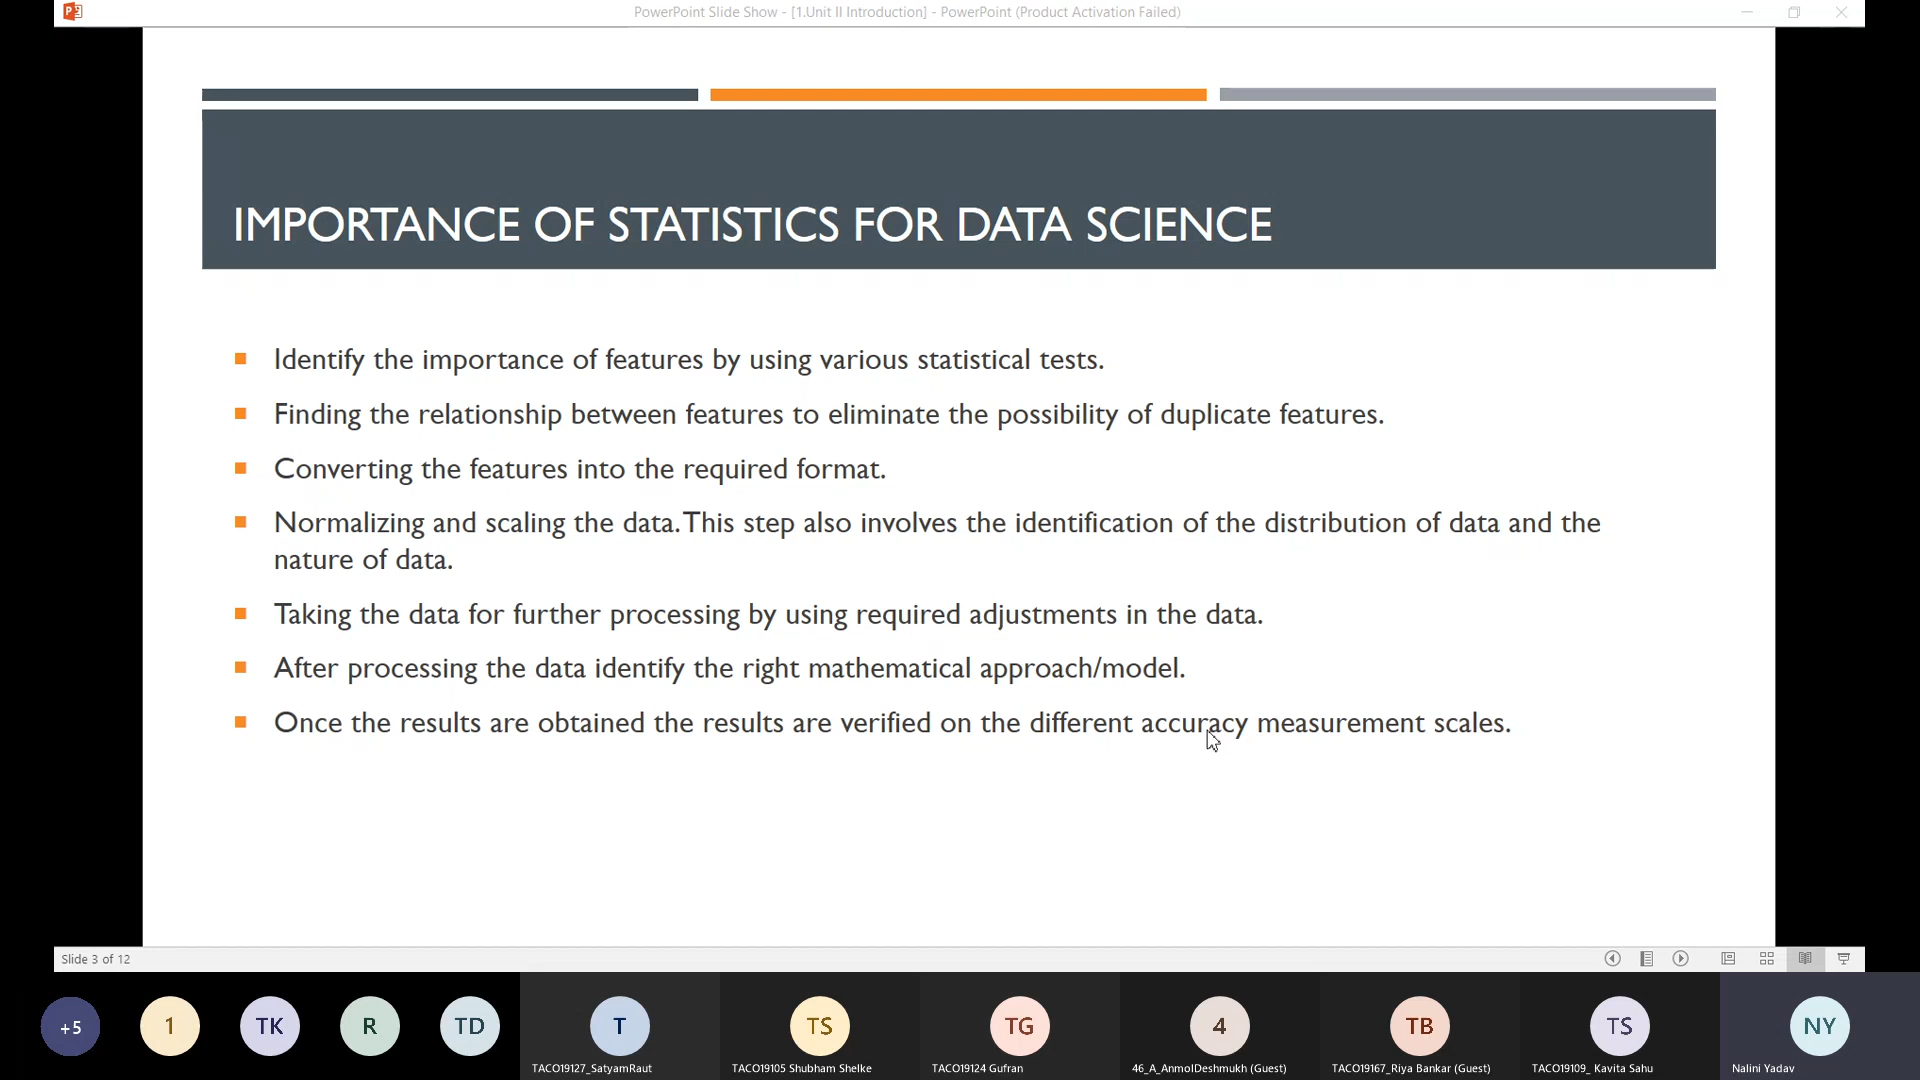 PowerPoint Slide Show - [1.Unit II Introduction] - PowerPoint (Product Activation Failed)
IMPORTANCE OF STATISTICS FOR DATA SCIENCE
Identify the importance of features by using various statistical tests.
Finding the relationship between features to eliminate the possibility of duplicate features.
Converting the features into the required format.
Normalizing and scaling the data. This step also involves the identification of the distribution of data and the
nature of data.
Taking the data for further processing by using required adjustments in the data.
After processing the data identify the right mathematical approach/model.
Once the results are obtained the results are verified on the different accuracy measurement scales.
Slide 3 of 12
+5 1 TK R TD T TS TG 4 TB TS NY
TACO19127_SatyamRaut TACO19105 Shubham Shelke TACO19124 Gufran 46_A_AnmolDeshmukh (Guest) TACO19167_Riya Bankar (Guest) TACO19109_ Kavita Sahu Nalini Yadav